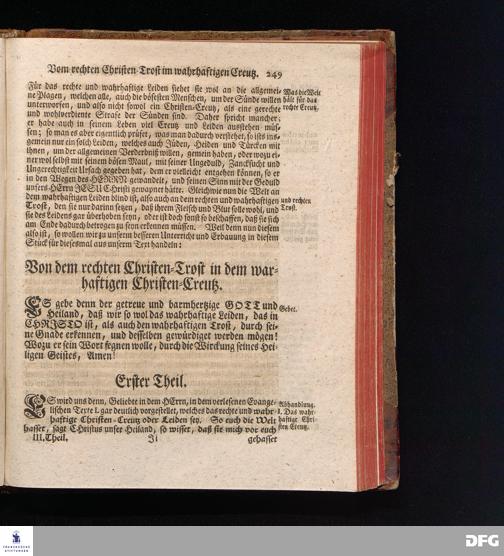 Vom rechten Christen-Trost im wahrhaftigen Creutz. 249
Für das rechte und wahrhaftige Leiden siehet sie wol an die allgemei-
ne Plagen, welchen alle, auch die bösesten Menschen, um der Sünde willen
unterworfen, und also nicht sowol ein Christen-Creutz, als eine gerechte
und wohlverdiente Strafe der Sünden sind. Daher spricht mancher:
er habe auch in seinem Leben viel Creutz und Leiden ausstehen müs-
sen; so man es aber eigentlich prüfet, was man dadurch verstehet, so ists ins-
gemein nur ein solch Leiden, welches auch Jüden, Heiden und Türcken mit
ihnen, um der allgemeinen Verderbniß willen, gemein haben, oder wozu ei-
ner wol selbst mit seinem bösen Maul, mit seiner Ungeduld, Zancksucht und
Ungerechtigkeit Ursach gegeben hat, dem er vielleicht entgehen können, so er
in den Wegen des HERRN gewandelt, und seinen Sinn mit der Geduld
unsers HErrn JESU Christi gewapnet hätte. Gleichwie nun die Welt an
dem wahrhaftigen Leiden blind ist, also auch an dem rechten und wahrhaftigen
Trost, den sie nur darinn setzen, daß ihrem Fleisch und Blut solle wohl, und
sie des Leidens gar überhoben seyn, oder ist doch sonst so beschaffen, daß sie sich
am Ende dadurch betrogen zu seyn erkennen müssen. Weil denn nun diesem
also ist, so wollen wir zu unserm besseren Unterricht und Erbauung in diesem
Stück für diesesmal aus unserm Text handeln:
Was die Welt
hält für das
rechte Creutz,
und rechten
Trost.
Von dem rechten Christen-Trost in dem war-
haftigen Christen-Creutz.
ES gebe denn der getreue und barmhertzige GOTT und
Heiland, daß wir so wol das wahrhaftige Leiden, das in
CHRISTO ist, als auch den wahrhaftigen Trost, durch sei-
ne Gnade erkennen, und desselben gewürdiget werden mögen!
Wozu er sein Wort segnen wolle, durch die Wirckung seines Hei-
ligen Geistes, Amen!
Gebet.
Erster Theil.
ES wird uns denn, Geliebte in dem HErrn, in dem verlesenen Evange-
lischen Texte I. gar deutlich vorgestellet, welches das rechte und wahr-
haftige Christen-Creutz oder Leiden sey. So euch die Welt
hasset, sagt CHristus unser Heiland, so wisset, daß sie mich vor euch
Abhandlung.
I. Das wahr-
haftige Chri-
sten Creutz.
III. Theil. Ji gehasset
FRANCKESCHE
STIFTUNGEN
DFG